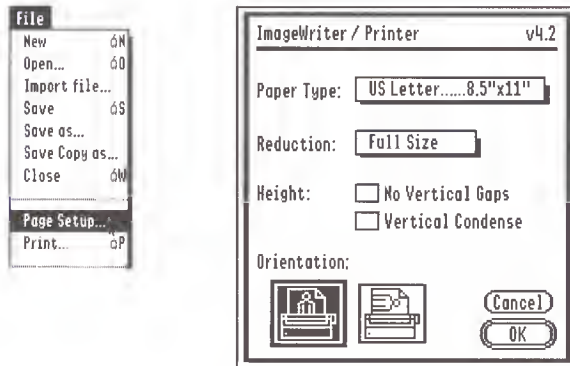 File
New ⌘N
Open... ⌘O
Import file...
Save ⌘S
Save as...
Save Copy as...
Close ⌘W
Page Setup...
Print... ⌘P
ImageWriter / Printer v4.2
Paper Type: US Letter......8.5"x11"
Reduction: Full Size
Height: No Vertical Gaps
Vertical Condense
Orientation:
Cancel
OK